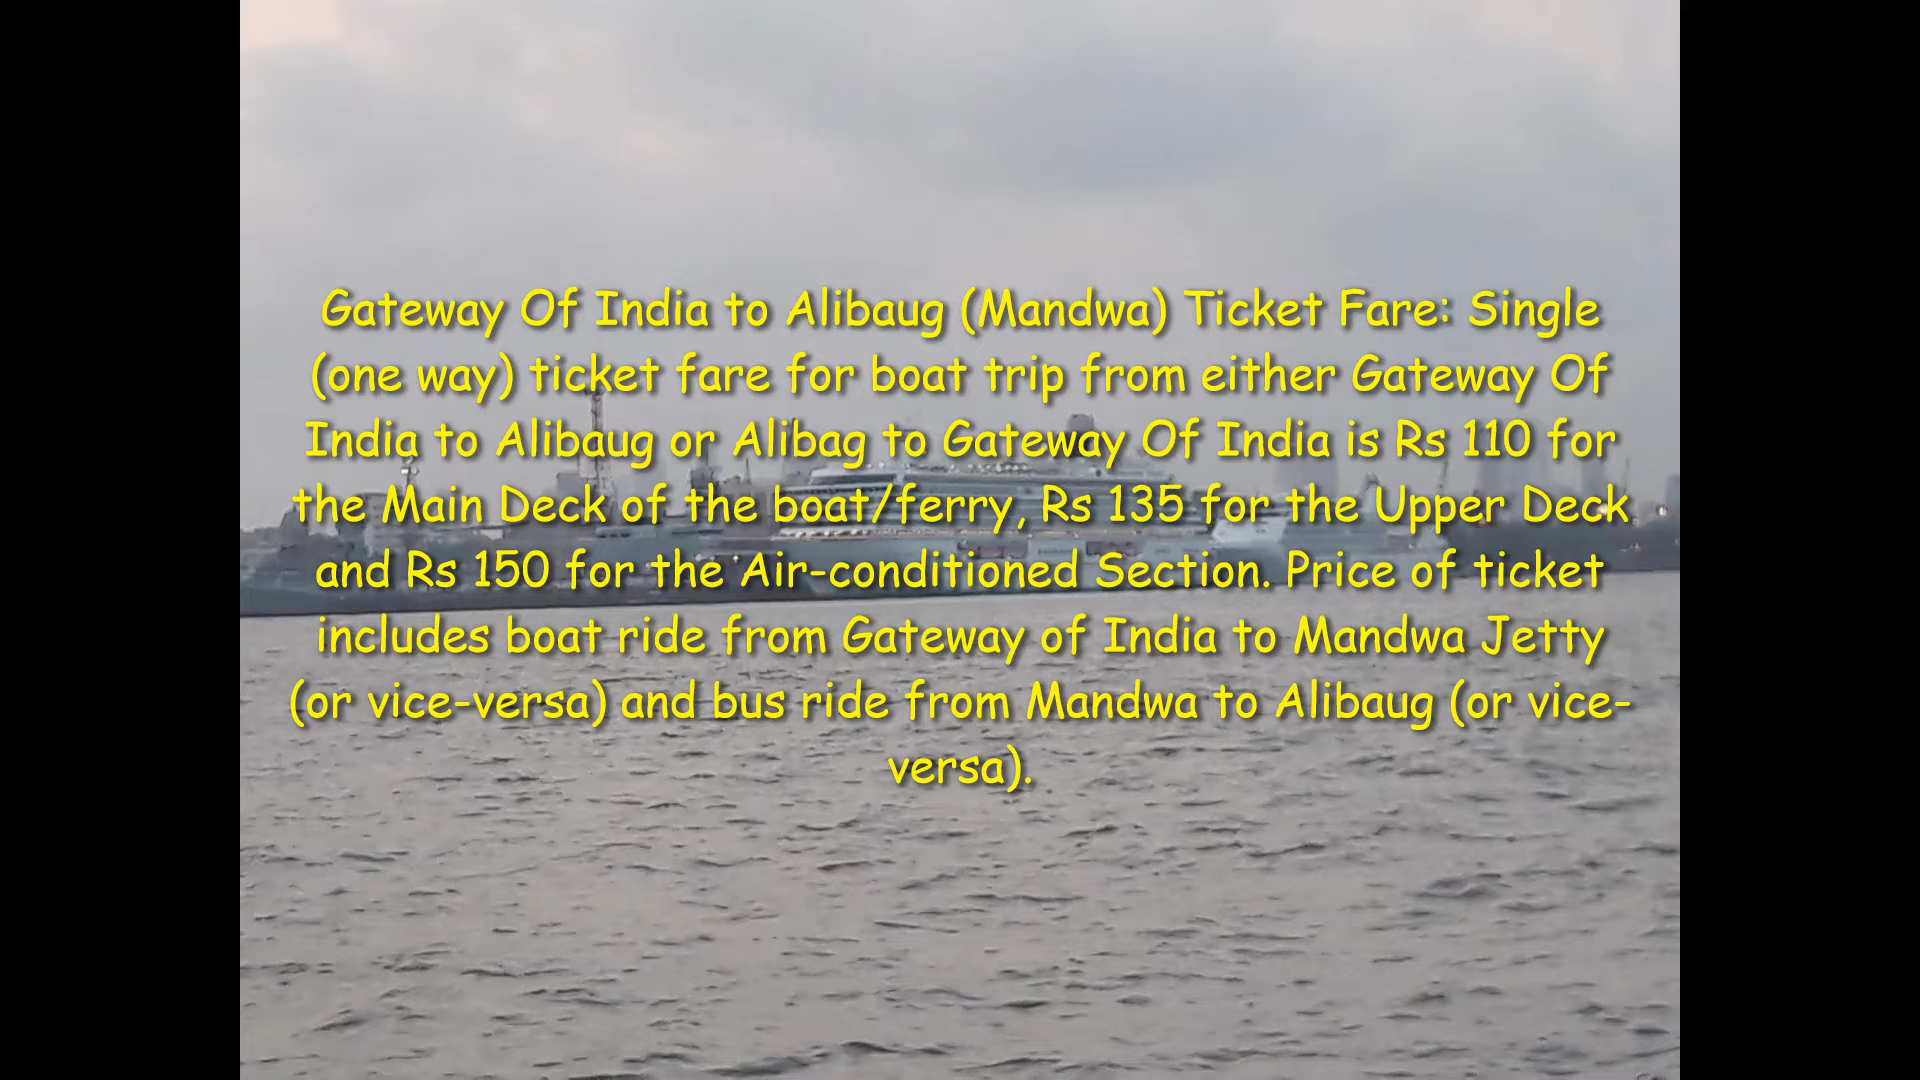 Gateway Of India to Alibaug (Mandwa) Ticket Fare: Single
(one way) ticket fare for boat trip from either Gateway Of
India to Alibaug or Alibag to Gateway Of India is Rs 110 for
the Main Deck of the boat/ferry, Rs 135 for the Upper Deck
and Rs 150 for the Air-conditioned Section. Price of ticket
includes boat ride from Gateway of India to Mandwa Jetty
(or vice-versa) and bus ride from Mandwa to Alibaug (or vice-
versa).